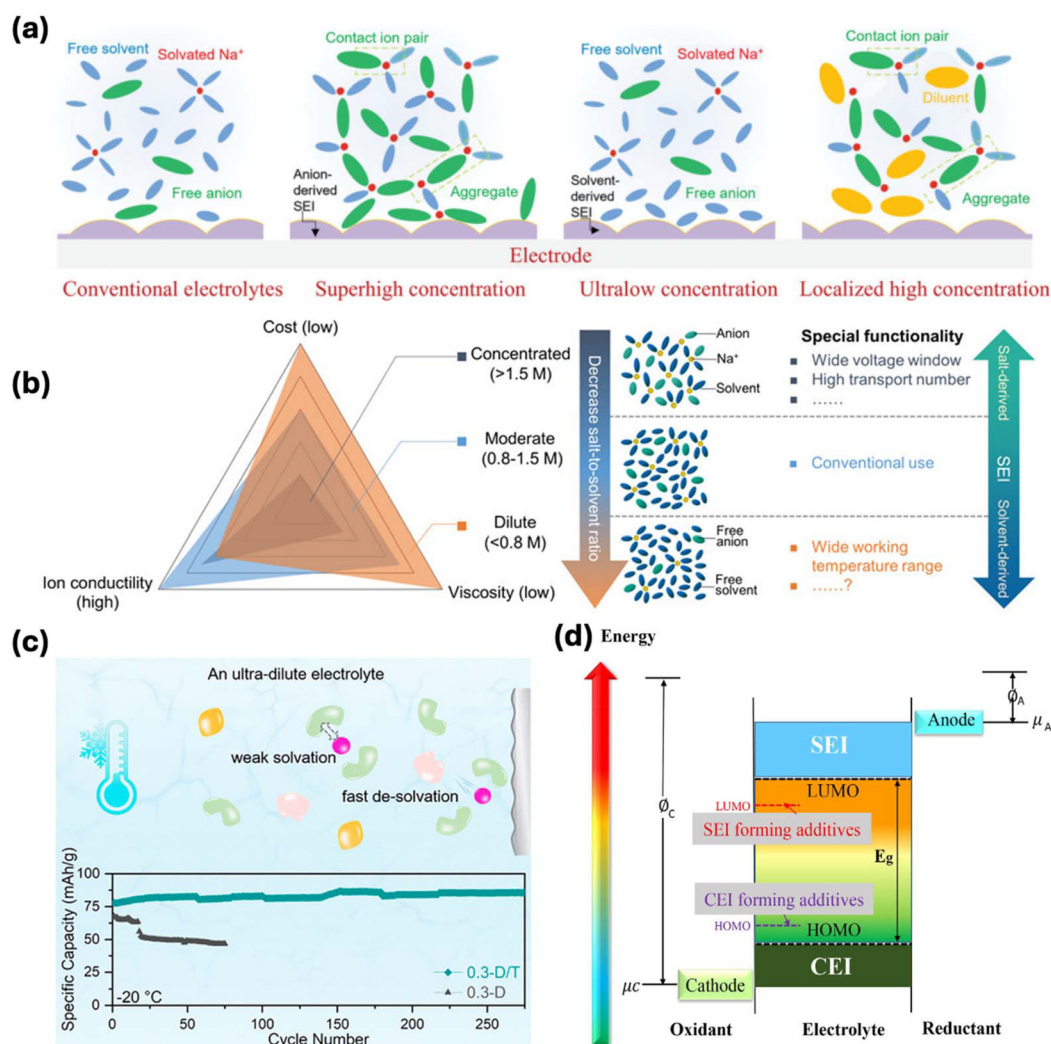 (a)
Free solvent
Solvated Na⁺
Free anion
Contact ion pair
Anion-
derived
SEI
Aggregate
Free solvent
Solvated Na⁺
Solvent-
derived
SEI
Free anion
Contact ion pair
Diluent
Aggregate
Electrode
Conventional electrolytes
Superhigh concentration
Ultralow concentration
Localized high concentration
(b)
Cost (low)
Ion conductility
(high)
Viscosity (low)
Concentrated
(>1.5 M)
Moderate
(0.8-1.5 M)
Dilute
(<0.8 M)
Decrease salt-to-solvent ratio
Anion
Na⁺
Solvent
Free
anion
Free
solvent
Special functionality
Wide voltage window
High transport number
......
Conventional use
Wide working
temperature range
......?
Salt-derived
SEI
Solvent-derived
(c)
An ultra-dilute electrolyte
weak solvation
fast de-solvation
Specific Capacity (mAh/g)
100
75
50
25
0
-20 °C
0.3-D/T
0.3-D
0
50
100
150
200
250
Cycle Number
(d)
Energy
ϕC
μC
Cathode
Oxidant
SEI
LUMO
LUMO
SEI forming additives
Eg
CEI forming additives
HOMO
HOMO
CEI
Electrolyte
ϕA
μA
Anode
Reductant